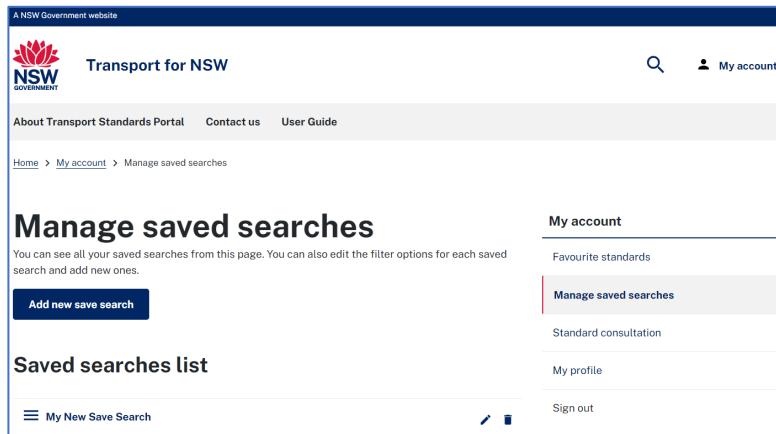 A NSW Government website
NSW
GOVERNMENT
Transport for NSW
My account
About Transport Standards Portal Contact us User Guide
Home > My account > Manage saved searches
Manage saved searches
You can see all your saved searches from this page. You can also edit the filter options for each saved
search and add new ones.
Add new save search
Saved searches list
My New Save Search
My account
Favourite standards
Manage saved searches
Standard consultation
My profile
Sign out